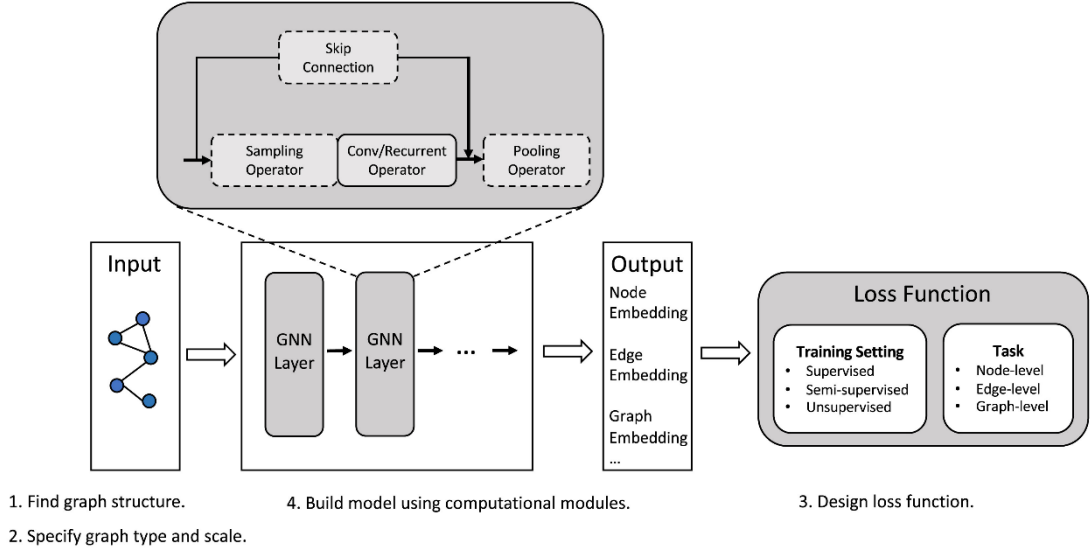 Skip
Connection
Sampling
Operator
Conv/Recurrent
Operator
Pooling
Operator
Input
GNN
Layer
GNN
Layer
...
Output
Node
Embedding
Edge
Embedding
Graph
Embedding
...
Loss Function
Training Setting
• Supervised
• Semi-supervised
• Unsupervised
Task
• Node-level
• Edge-level
• Graph-level
1. Find graph structure.
2. Specify graph type and scale.
4. Build model using computational modules.
3. Design loss function.